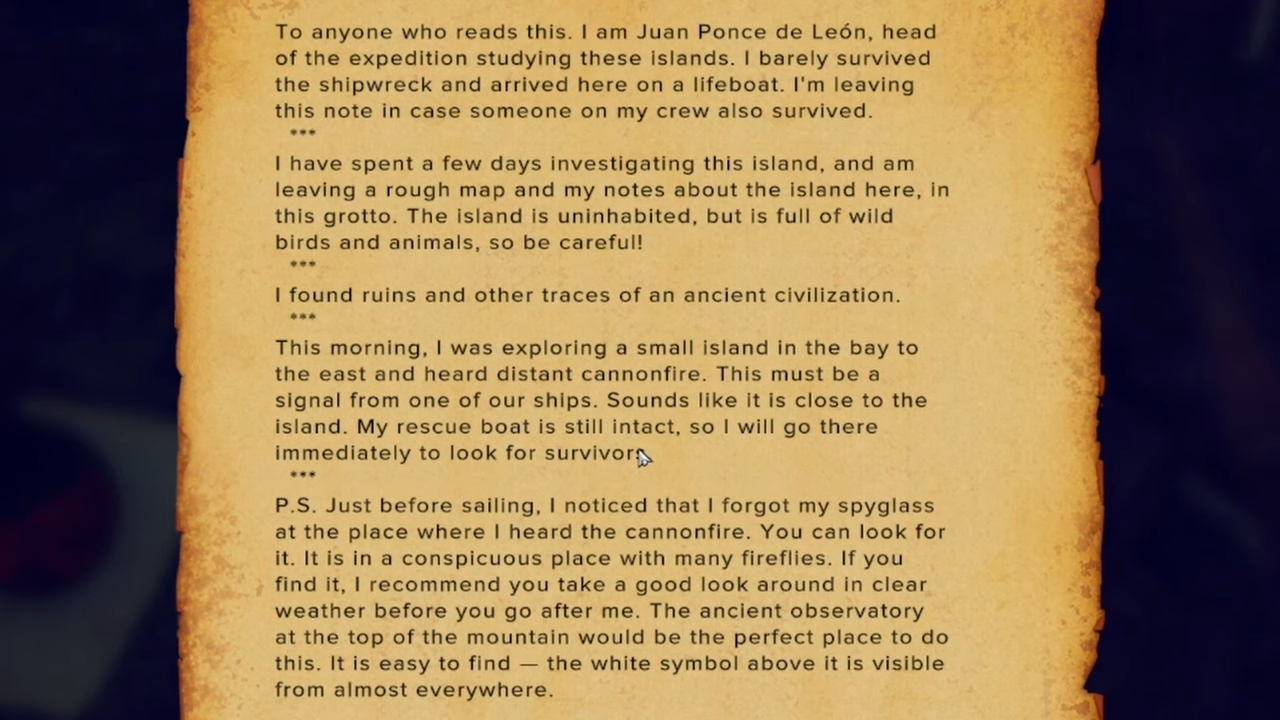 To anyone who reads this. I am Juan Ponce de León, head
of the expedition studying these islands. I barely survived
the shipwreck and arrived here on a lifeboat. I'm leaving
this note in case someone on my crew also survived.
***
I have spent a few days investigating this island, and am
leaving a rough map and my notes about the island here, in
this grotto. The island is uninhabited, but is full of wild
birds and animals, so be careful!
***
I found ruins and other traces of an ancient civilization.
***
This morning, I was exploring a small island in the bay to
the east and heard distant cannonfire. This must be a
signal from one of our ships. Sounds like it is close to the
island. My rescue boat is still intact, so I will go there
immediately to look for survivors.
***
P.S. Just before sailing, I noticed that I forgot my spyglass
at the place where I heard the cannonfire. You can look for
it. It is in a conspicuous place with many fireflies. If you
find it, I recommend you take a good look around in clear
weather before you go after me. The ancient observatory
at the top of the mountain would be the perfect place to do
this. It is easy to find — the white symbol above it is visible
from almost everywhere.